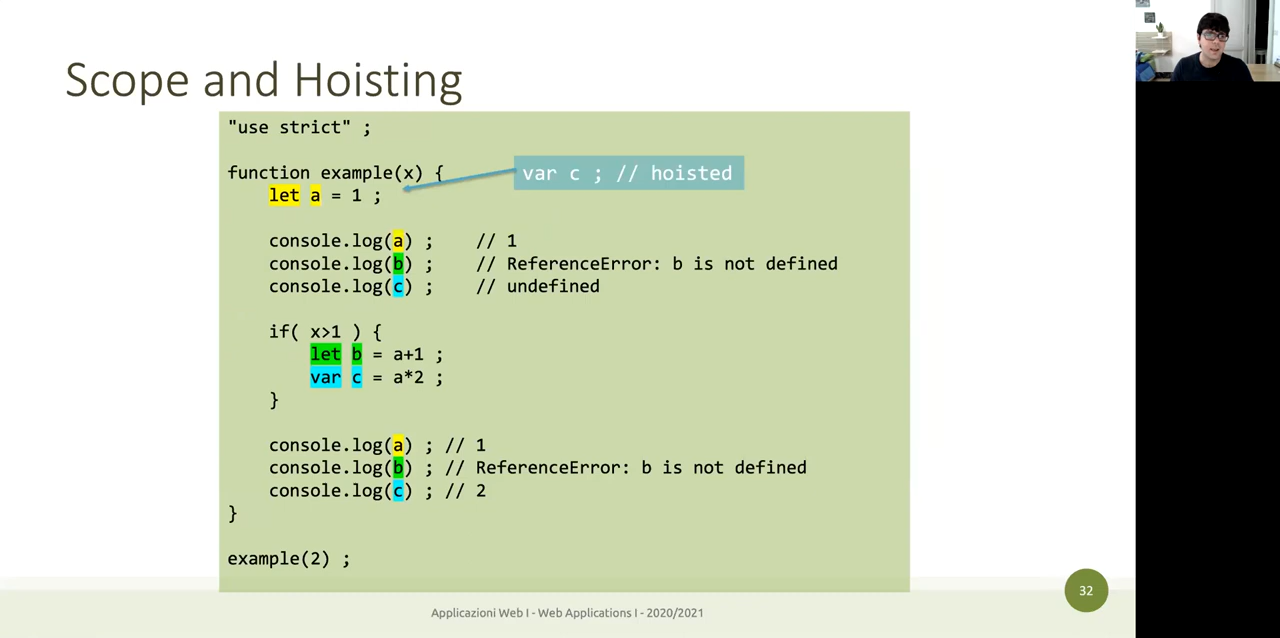 Scope and Hoisting
"use strict" ;
function example(x) {
var c ; // hoisted
let a = 1 ;
console.log(a) ; // 1
console.log(b) ; // ReferenceError: b is not defined
console.log(c) ; // undefined
if( x>1 ) {
let b = a+1 ;
var c = a*2 ;
}
console.log(a) ; // 1
console.log(b) ; // ReferenceError: b is not defined
console.log(c) ; // 2
}
example(2) ;
32
Applicazioni Web I - Web Applications I - 2020/2021